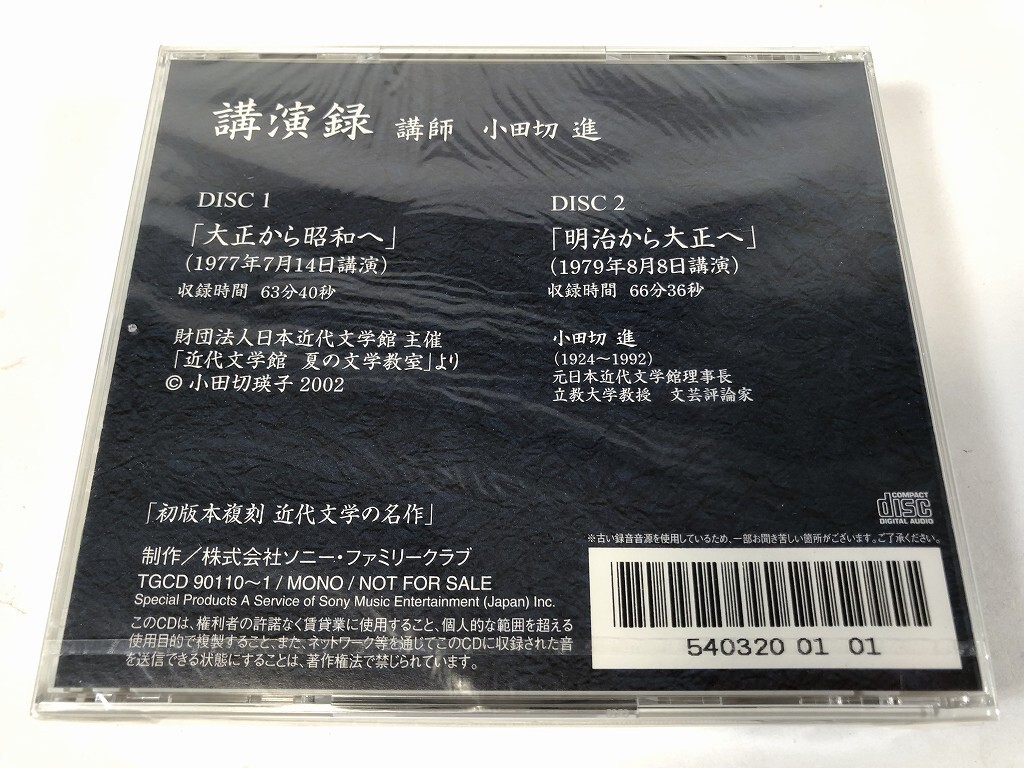 講演録 講師 小田切 進
DISC 1
「大正から昭和へ」
(1977年7月14日講演)
収録時間 63分40秒
財団法人日本近代文学館 主催
「近代文学館 夏の文学教室」より
© 小田切瑛子 2002
DISC 2
「明治から大正へ」
(1979年8月8日講演)
収録時間 66分36秒
小田切 進
(1924～1992)
元日本近代文学館理事長
立教大学教授 文芸評論家
「初版本複刻 近代文学の名作」
制作／株式会社ソニー・ファミリークラブ
TGCD 90110～1 / MONO / NOT FOR SALE
Special Products A Service of Sony Music Entertainment (Japan) Inc.
このCDは、権利者の許諾なく賃貸業に使用すること、個人的な範囲を超える
使用目的で複製すること、また、ネットワーク等を通じてこのCDに収録された音
を送信できる状態にすることは、著作権法で禁じられています。
COMPACT
disc
DIGITAL AUDIO
※古い録音音源を使用しているため、一部お聞き苦しい箇所がございます。ご了承ください。
540320 01 01